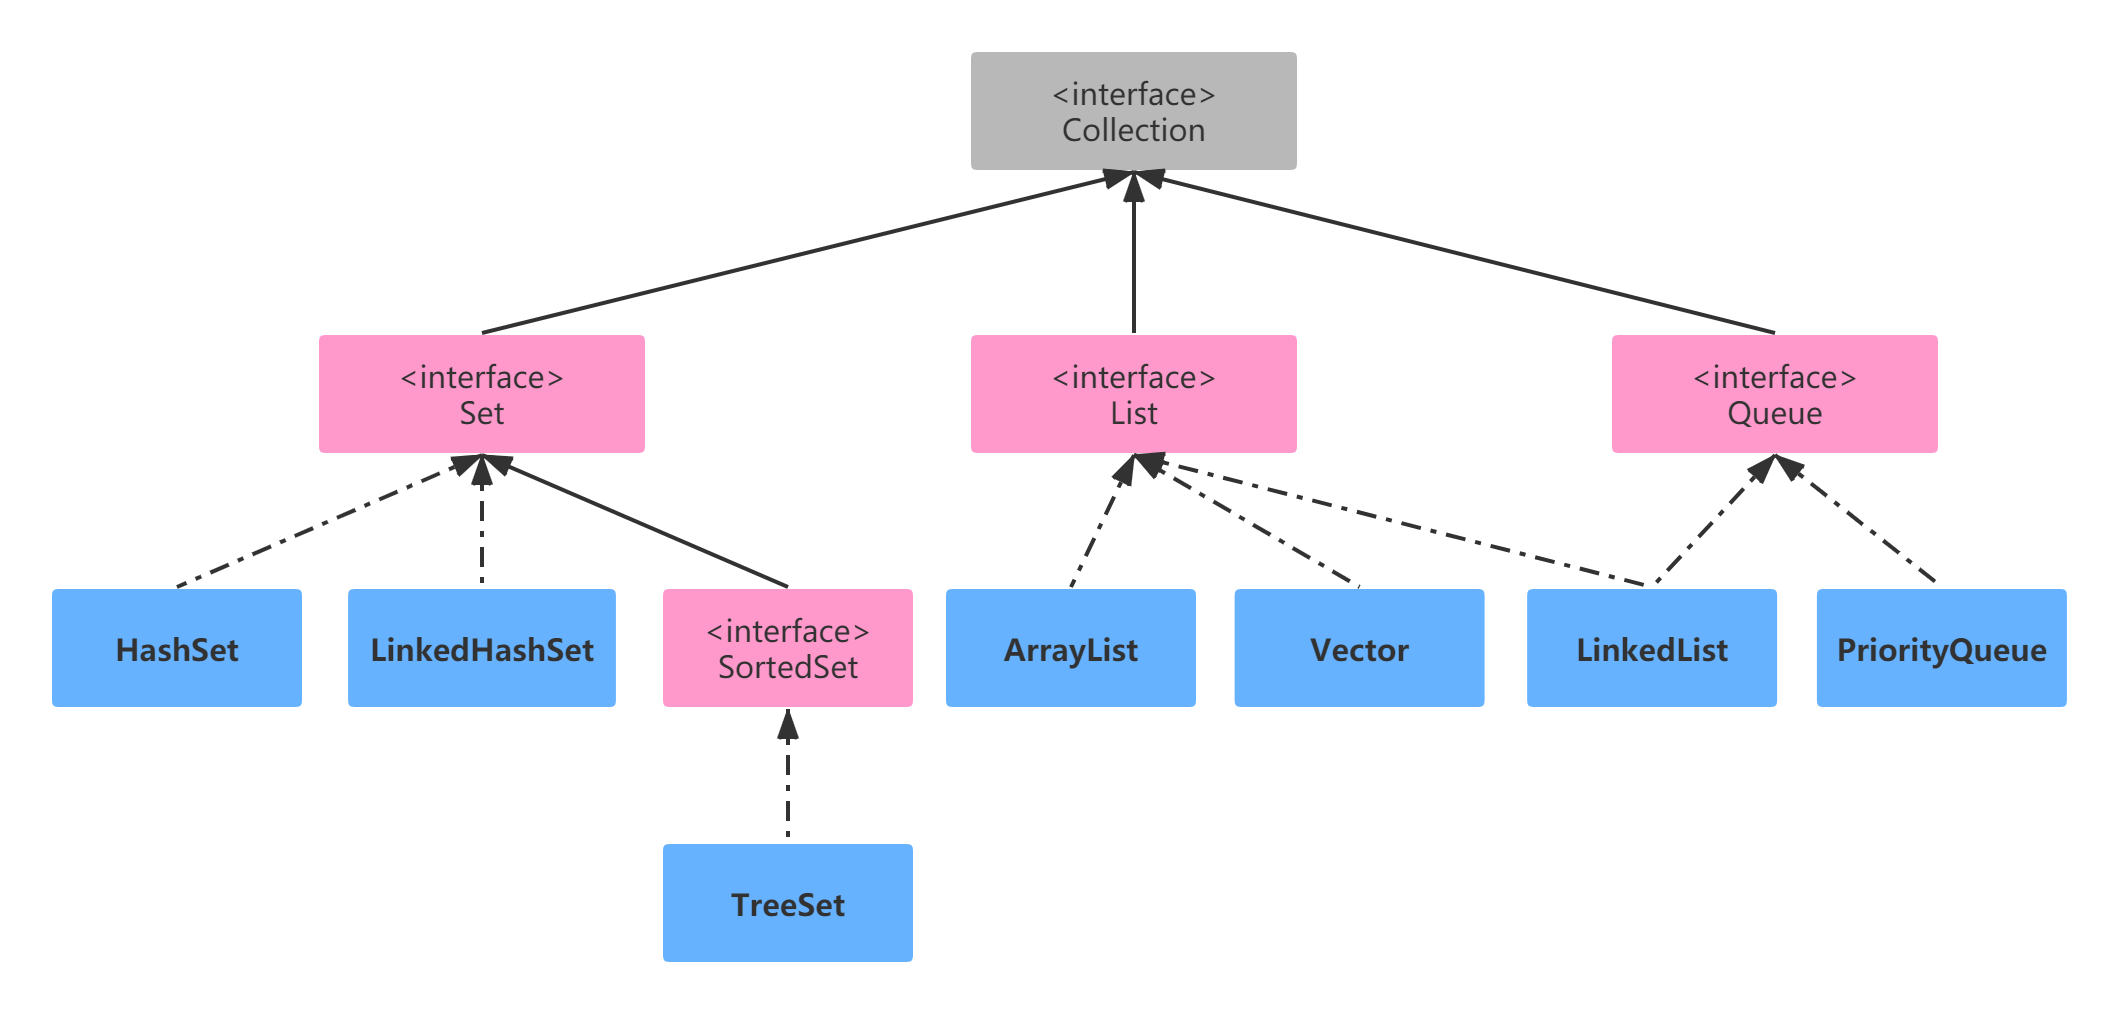 <interface>
Collection
<interface>
Set
<interface>
List
<interface>
Queue
HashSet
LinkedHashSet
<interface>
SortedSet
ArrayList
Vector
LinkedList
PriorityQueue
TreeSet